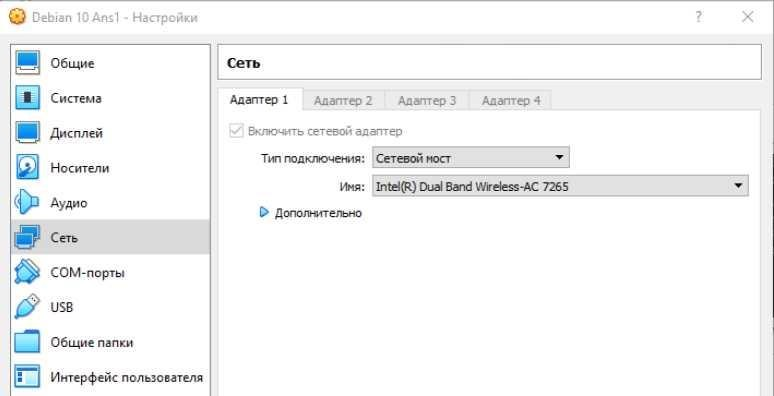 Debian 10 Ans1 - Настройки
?
Общие
Система
Дисплей
Носители
Аудио
Сеть
COM-порты
USB
Общие папки
Интерфейс пользователя
Сеть
Адаптер 1 Адаптер 2 Адаптер 3 Адаптер 4
Включить сетевой адаптер
Тип подключения: Сетевой мост
Имя: Intel(R) Dual Band Wireless-AC 7265
Дополнительно